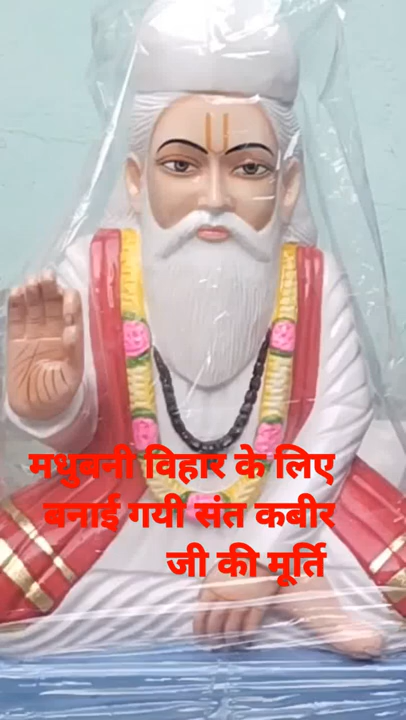 मधुबनी विहार के लिए
बनाई गयी संत कबीर
जी की मूर्ति